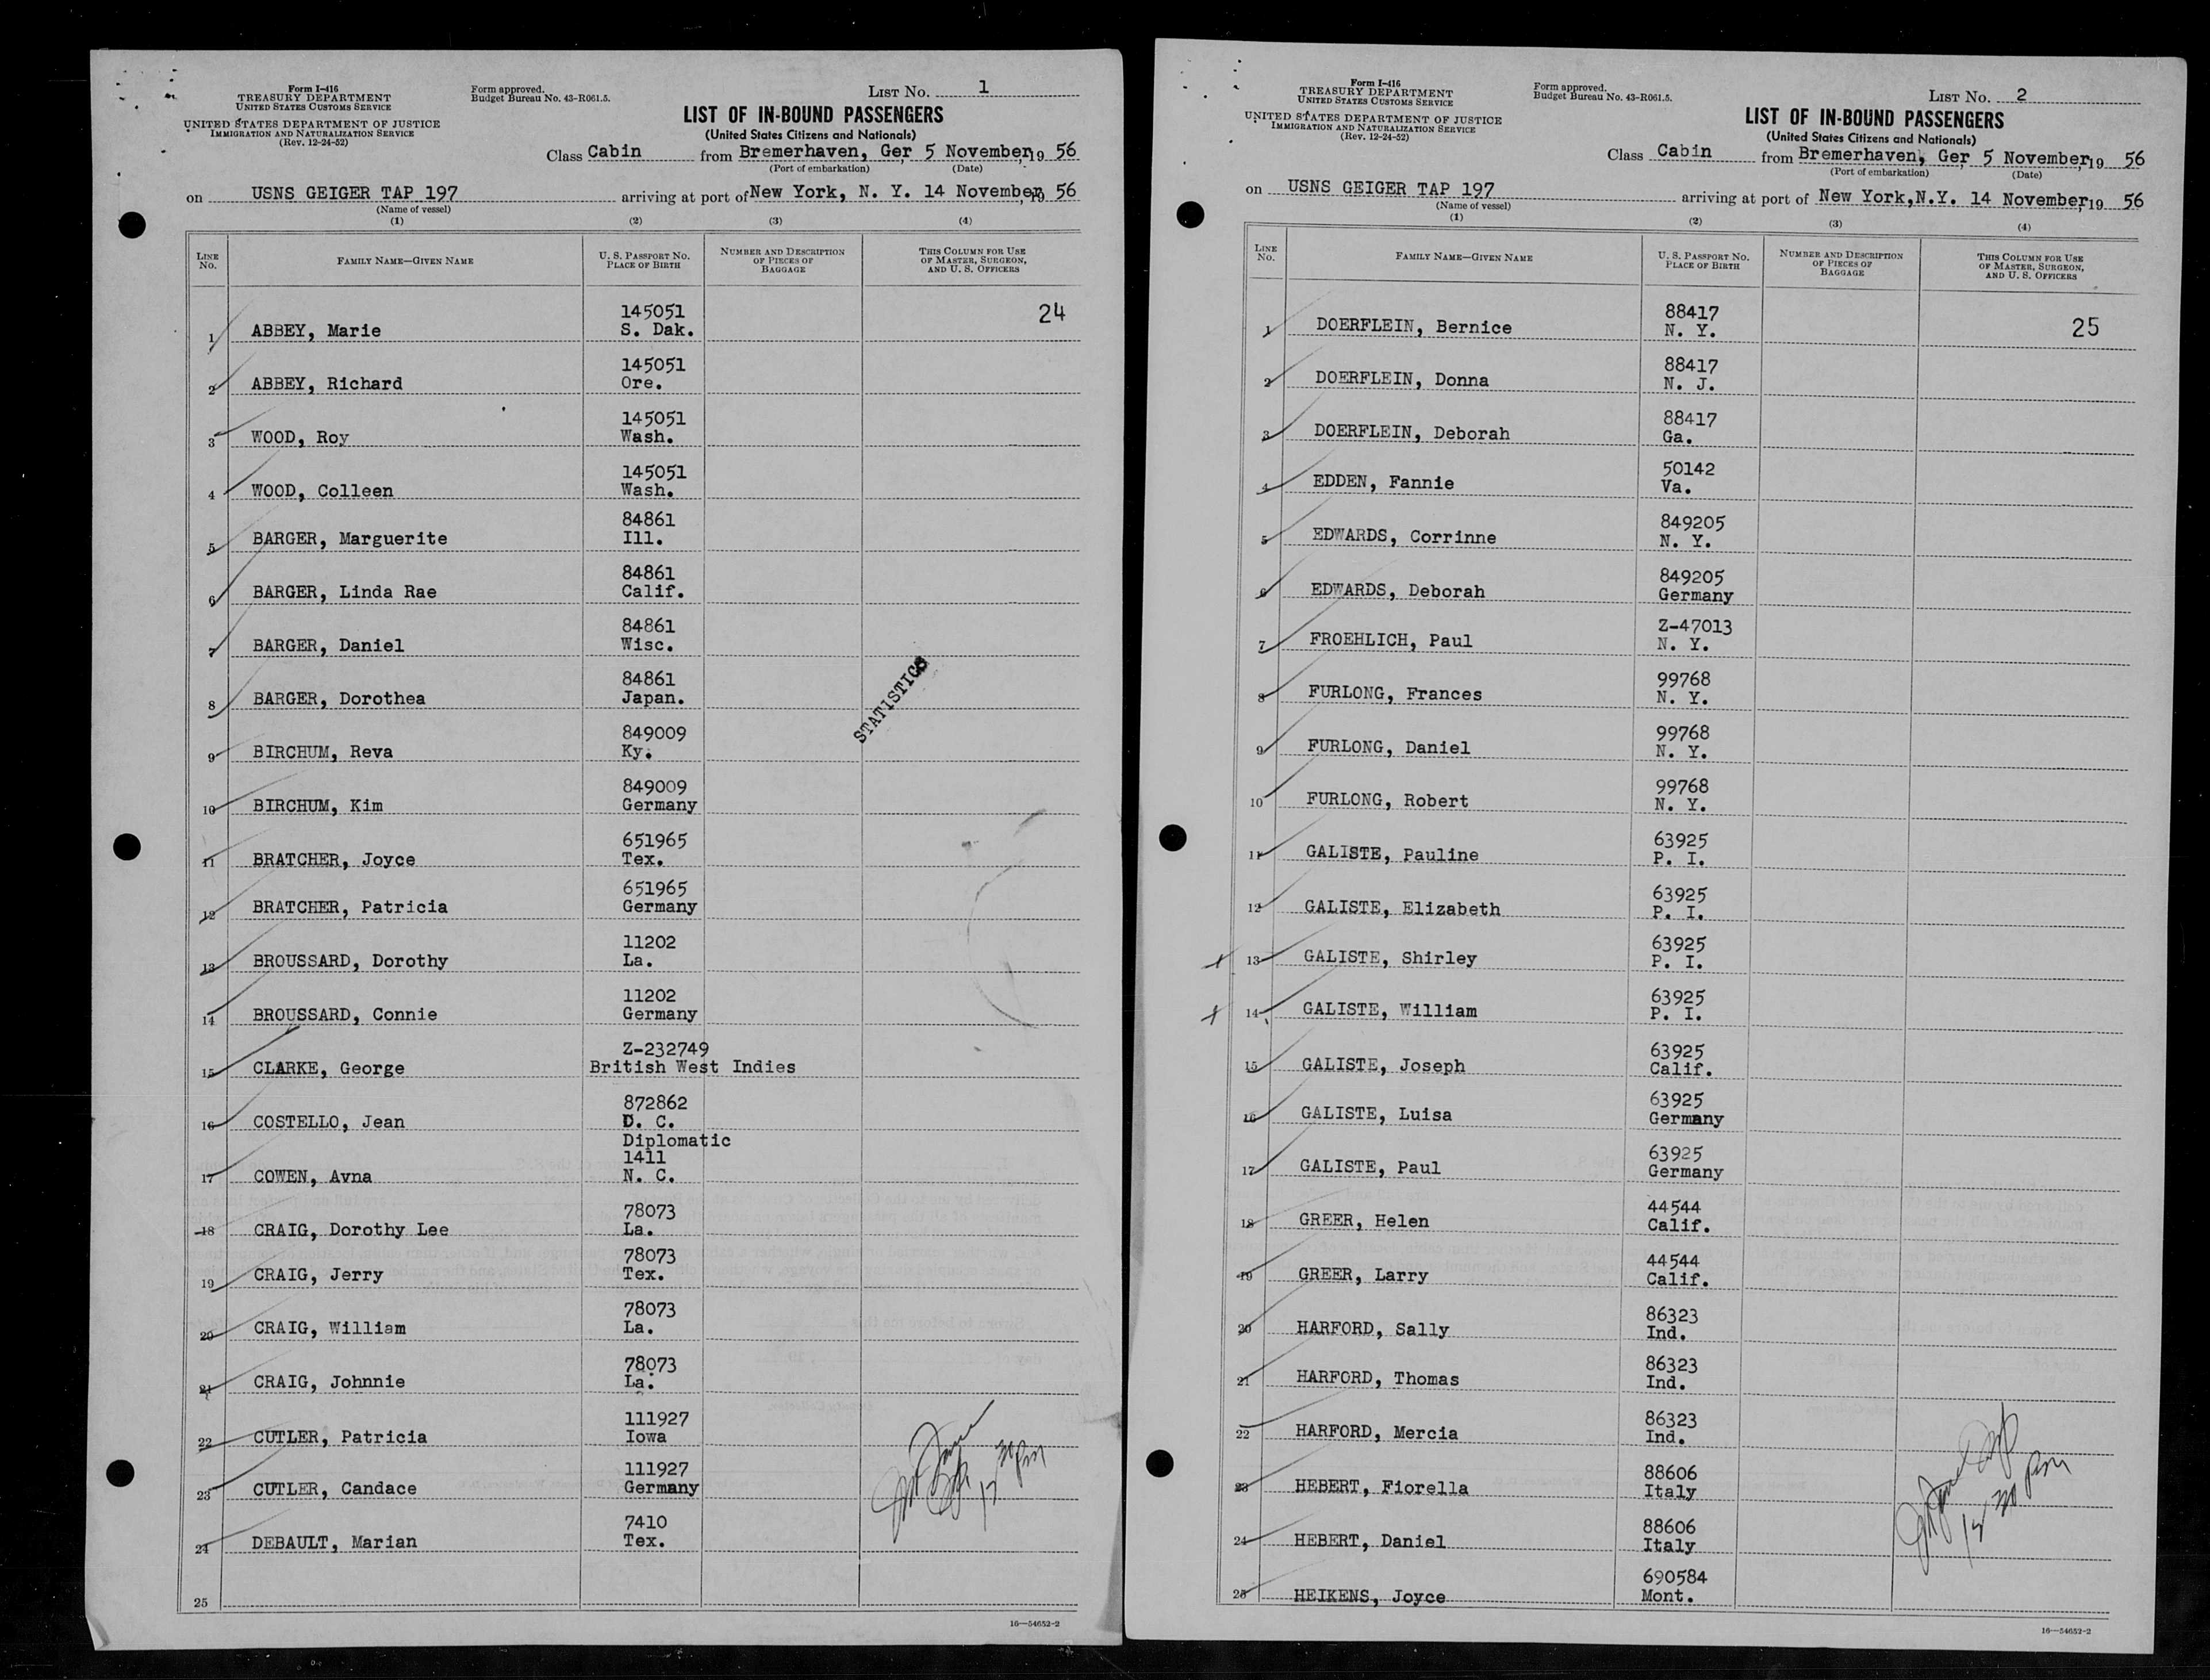 Form I-416
TREASURY DEPARTMENT
UNITED STATES CUSTOMS SERVICE
UNITED STATES DEPARTMENT OF JUSTICE
IMMIGRATION AND NATURALIZATION SERVICE
(Rev. 12-24-52)
Form approved.
Budget Bureau No. 43-R061.5.
LIST NO. 1
LIST OF IN-BOUND PASSENGERS
(United States Citizens and Nationals)
Class Cabin from Bremerhaven, Ger 5 November, 19 56
(Port of embarkation) (Date)
on USNS GEIGER TAP 197 arriving at port of New York, N. Y. 14 November, 19 56
(Name of vessel)
(1) (2) (3) (4)
LINE NO. FAMILY NAME—GIVEN NAME U. S. PASSPORT NO. PLACE OF BIRTH NUMBER AND DESCRIPTION OF PIECES OF BAGGAGE THIS COLUMN FOR USE OF MASTER, SURGEON, AND U. S. OFFICERS
24
1 ABBEY, Marie 145051 S. Dak.
2 ABBEY, Richard 145051 Ore.
3 WOOD, Roy 145051 Wash.
4 WOOD, Colleen 145051 Wash.
5 BARGER, Marguerite 84861 Ill.
6 BARGER, Linda Rae 84861 Calif.
7 BARGER, Daniel 84861 Wisc.
8 BARGER, Dorothea 84861 Japan.
STATISTICS
9 BIRCHUM, Reva 849009 Ky.
10 BIRCHUM, Kim 849009 Germany
11 BRATCHER, Joyce 651965 Tex.
12 BRATCHER, Patricia 651965 Germany
13 BROUSSARD, Dorothy 11202 La.
14 BROUSSARD, Connie 11202 Germany
15 CLARKE, George Z-232749 British West Indies
16 COSTELLO, Jean 872862 D. C.
17 COWEN, Avna Diplomatic 1411 N. C.
18 CRAIG, Dorothy Lee 78073 La.
19 CRAIG, Jerry 78073 Tex.
20 CRAIG, William 78073 La.
21 CRAIG, Johnnie 78073 La.
22 CUTLER, Patricia 111927 Iowa
23 CUTLER, Candace 111927 Germany
24 DEBAULT, Marian 7410 Tex.
25
16—54652-2
Form I-416
TREASURY DEPARTMENT
UNITED STATES CUSTOMS SERVICE
UNITED STATES DEPARTMENT OF JUSTICE
IMMIGRATION AND NATURALIZATION SERVICE
(Rev. 12-24-52)
Form approved.
Budget Bureau No. 43-R061.5.
LIST NO. 2
LIST OF IN-BOUND PASSENGERS
(United States Citizens and Nationals)
Class Cabin from Bremerhaven, Ger 5 November, 19 56
(Port of embarkation) (Date)
on USNS GEIGER TAP 197 arriving at port of New York, N.Y. 14 November, 19 56
(Name of vessel)
(1) (2) (3) (4)
LINE NO. FAMILY NAME—GIVEN NAME U. S. PASSPORT NO. PLACE OF BIRTH NUMBER AND DESCRIPTION OF PIECES OF BAGGAGE THIS COLUMN FOR USE OF MASTER, SURGEON, AND U. S. OFFICERS
25
1 DOERFLEIN, Bernice 88417 N. Y.
2 DOERFLEIN, Donna 88417 N. J.
3 DOERFLEIN, Deborah 88417 Ga.
4 EDDEN, Fannie 50142 Va.
5 EDWARDS, Corrinne 849205 N. Y.
6 EDWARDS, Deborah 849205 Germany
7 FROEHLICH, Paul Z-47013 N. Y.
8 FURLONG, Frances 99768 N. Y.
9 FURLONG, Daniel 99768 N. Y.
10 FURLONG, Robert 99768 N. Y.
11 GALISTE, Pauline 63925 P. I.
12 GALISTE, Elizabeth 63925 P. I.
13 GALISTE, Shirley 63925 P. I.
14 GALISTE, William 63925 P. I.
15 GALISTE, Joseph 63925 Calif.
16 GALISTE, Luisa 63925 Germany
17 GALISTE, Paul 63925 Germany
18 GREER, Helen 44544 Calif.
19 GREER, Larry 44544 Calif.
20 HARFORD, Sally 86323 Ind.
21 HARFORD, Thomas 86323 Ind.
22 HARFORD, Mercia 86323 Ind.
23 HEBERT, Fiorella 88606 Italy
24 HEBERT, Daniel 88606 Italy
25 HEIKENS, Joyce 690584 Mont.
16—54652-2